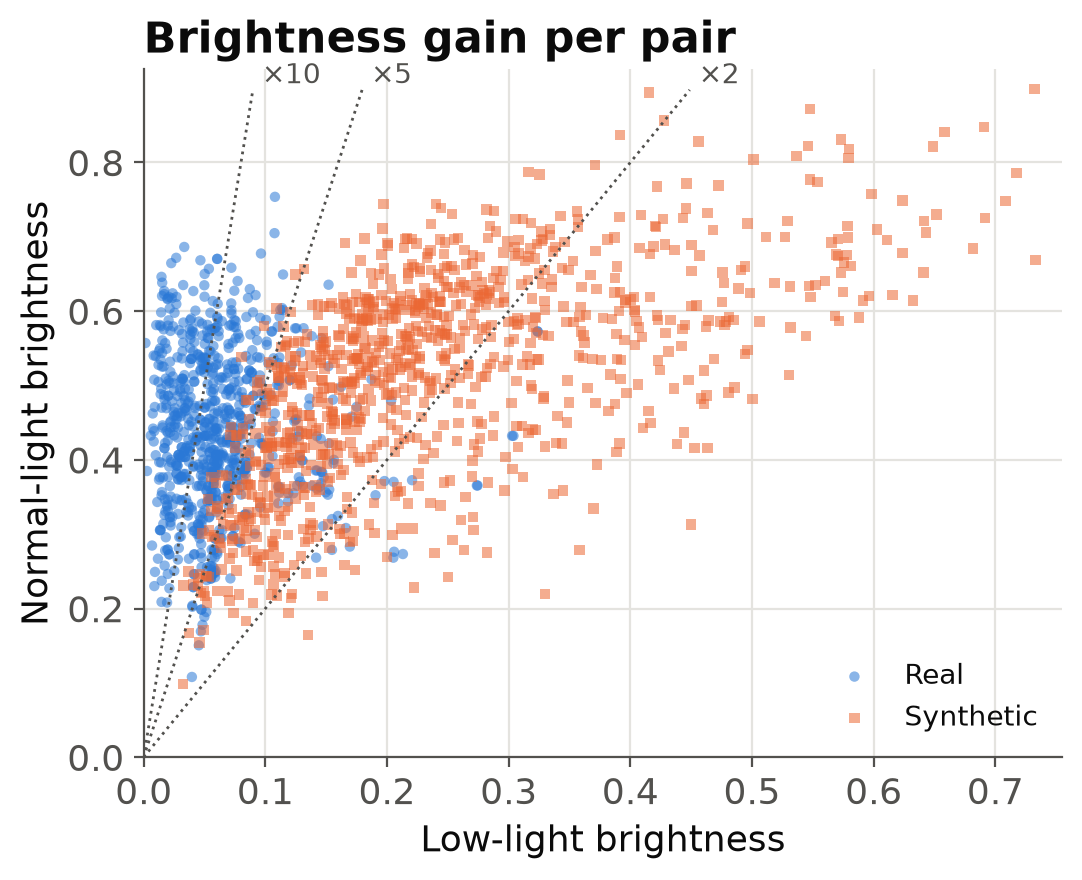 Brightness gain per pair
×10 ×5 ×2
0.8
0.6
0.4
0.2
0.0
Normal-light brightness
0.0 0.1 0.2 0.3 0.4 0.5 0.6 0.7
Low-light brightness
Real
Synthetic